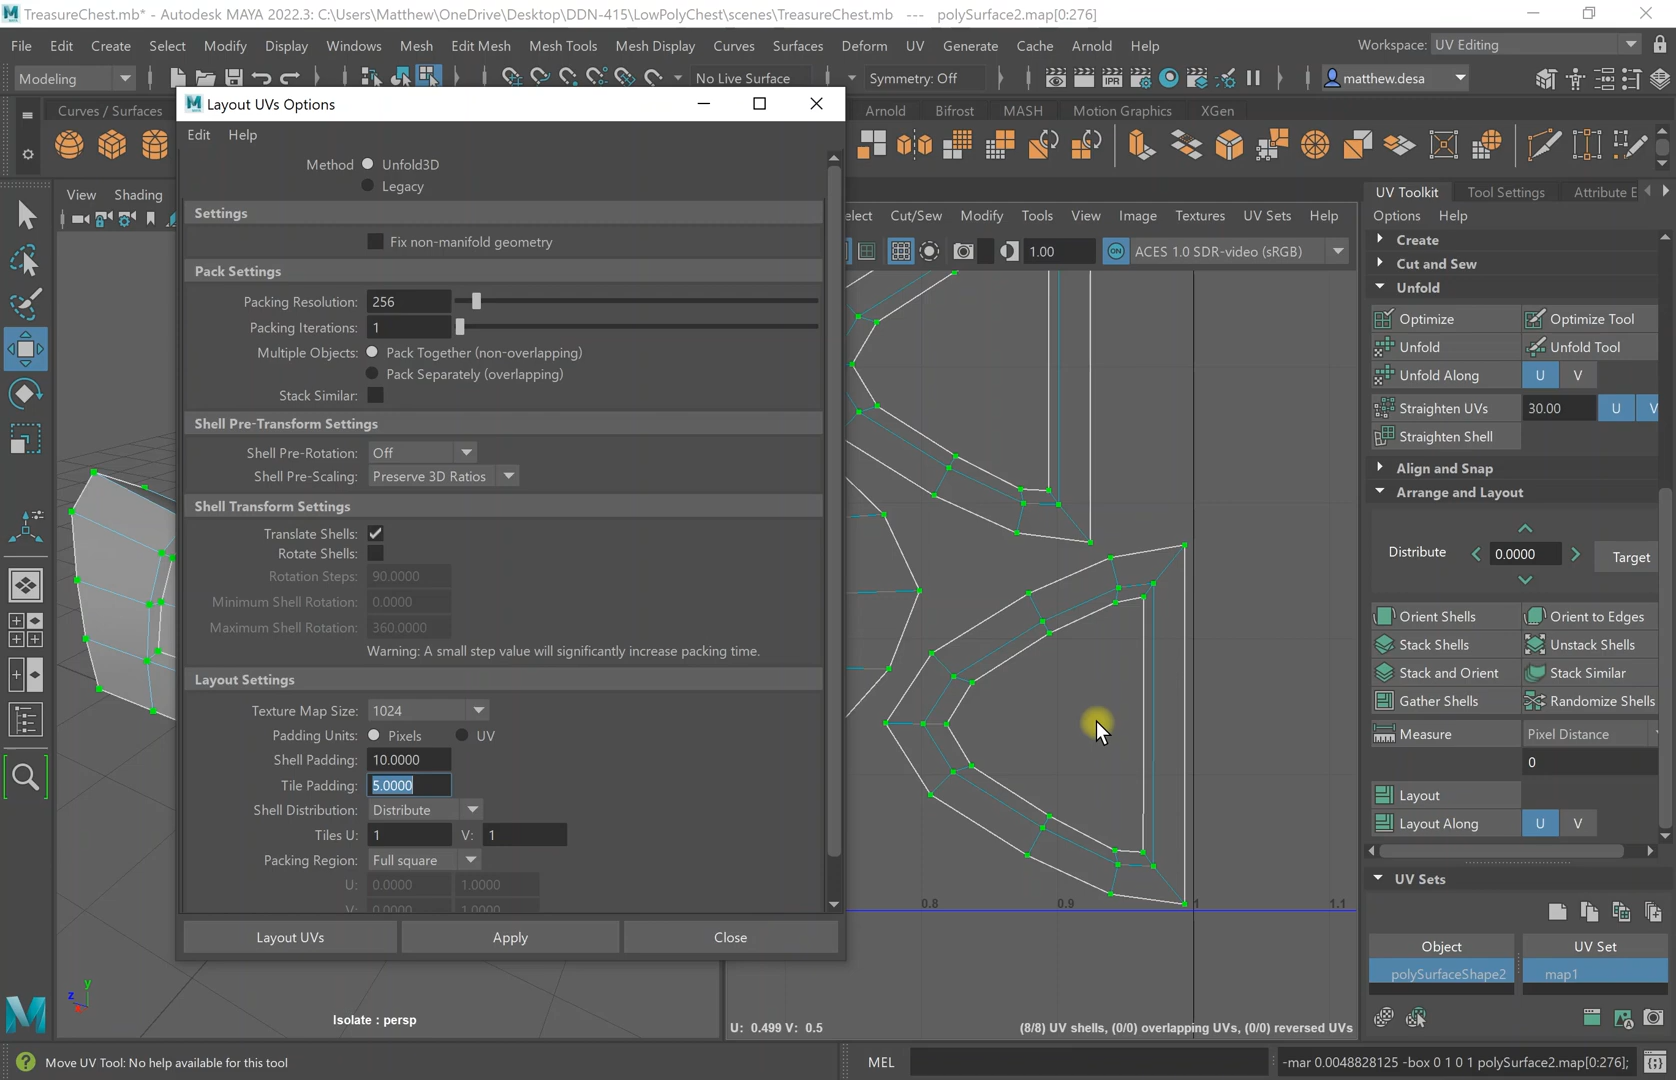 TreasureChest.mb* - Autodesk MAYA 2022.3: C:\Users\Matthew\OneDrive\Desktop\DDN-415\LowPolyChest\scenes\TreasureChest.mb --- polySurface2.map[0:276]
File Edit Create Select Modify Display Windows Mesh Edit Mesh Mesh Tools Mesh Display Curves Surfaces Deform UV Generate Cache Arnold Help Workspace: UV Editing
Modeling No Live Surface Symmetry: Off IPR matthew.desa
Curves / Surfaces Arnold Bifrost MASH Motion Graphics XGen
Layout UVs Options
Edit Help
Method Unfold3D
Legacy
Settings
Fix non-manifold geometry
Pack Settings
Packing Resolution: 256
Packing Iterations: 1
Multiple Objects: Pack Together (non-overlapping)
Pack Separately (overlapping)
Stack Similar:
Shell Pre-Transform Settings
Shell Pre-Rotation: Off
Shell Pre-Scaling: Preserve 3D Ratios
Shell Transform Settings
Translate Shells:
Rotate Shells:
Rotation Steps: 90.0000
Minimum Shell Rotation: 0.0000
Maximum Shell Rotation: 360.0000
Warning: A small step value will significantly increase packing time.
Layout Settings
Texture Map Size: 1024
Padding Units: Pixels UV
Shell Padding: 10.0000
Tile Padding: 5.0000
Shell Distribution: Distribute
Tiles U: 1 V: 1
Packing Region: Full square
U: 0.0000 1.0000
V: 0.0000 1.0000
Layout UVs Apply Close
View Shading
Isolate : persp
y
z
elect Cut/Sew Modify Tools View Image Textures UV Sets Help
1.00 ON ACES 1.0 SDR-video (sRGB)
0.8 0.9 1 1.1
U: 0.499 V: 0.5 (8/8) UV shells, (0/0) overlapping UVs, (0/0) reversed UVs
UV Toolkit Tool Settings Attribute E
Options Help
Create
Cut and Sew
Unfold
Optimize Optimize Tool
Unfold Unfold Tool
Unfold Along U V
Straighten UVs 30.00 U V
Straighten Shell
Align and Snap
Arrange and Layout
Distribute 0.0000 Target
Orient Shells Orient to Edges
Stack Shells Unstack Shells
Stack and Orient Stack Similar
Gather Shells Randomize Shells
Measure Pixel Distance
0
Layout
Layout Along U V
UV Sets
Object UV Set
polySurfaceShape2 map1
Move UV Tool: No help available for this tool MEL -mar 0.0048828125 -box 0 1 0 1 polySurface2.map[0:276];